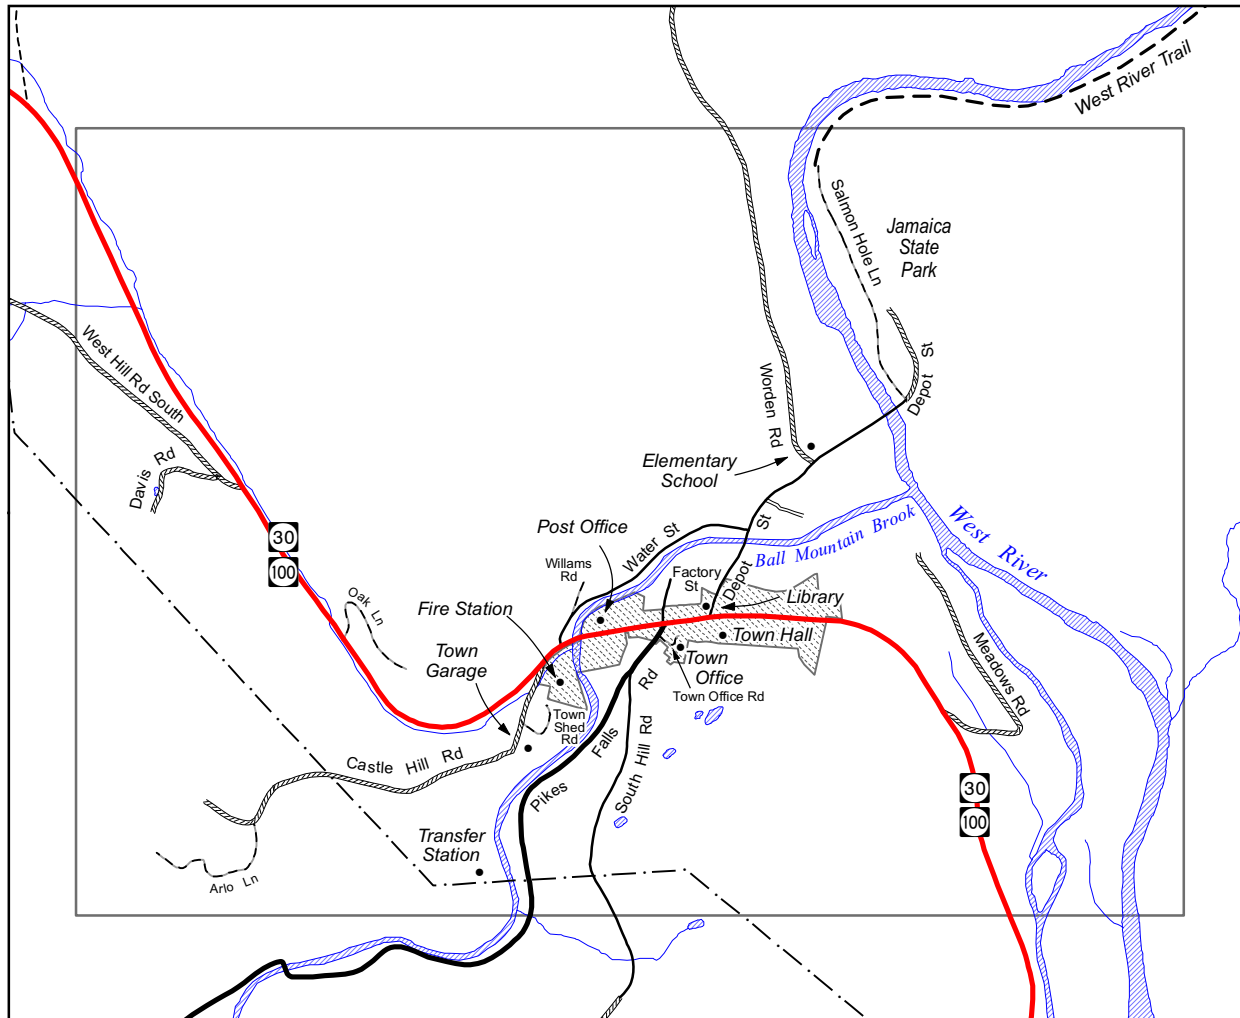 West River Trail
Salmon Hole Ln
Jamaica
State
Park
West Hill Rd South
Worden Rd
Depot St
Davis Rd
Elementary
School
30
100
Post Office
Water St
Depot St
Ball Mountain Brook
West River
Willams
Rd
Factory
St
Oak Ln
Fire Station
Library
Town
Garage
Town Hall
Town
Office
Town Office Rd
Meadows Rd
Town
Shed
Rd
Castle Hill Rd
Pikes Falls Rd
South Hill Rd
30
100
Transfer
Station
Arlo Ln